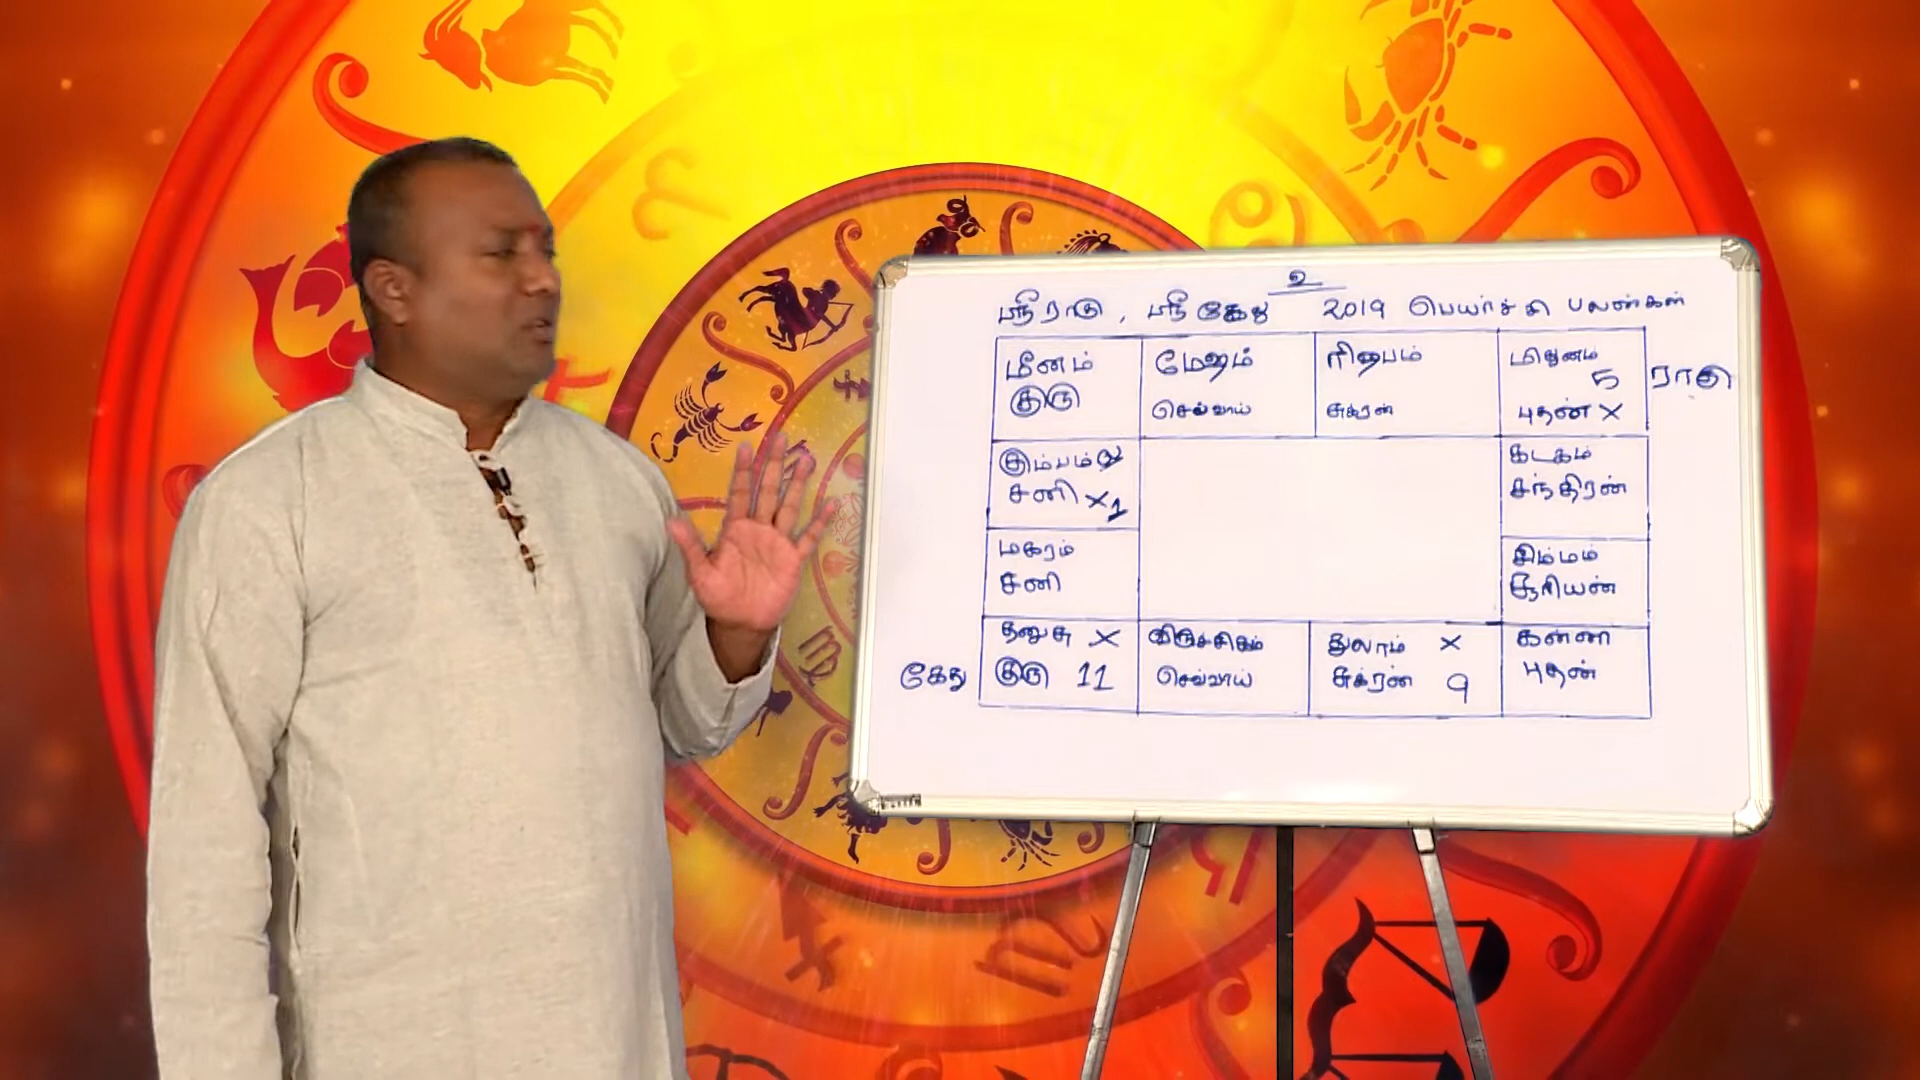 உ
ஸ்ரீ ராகு, ஸ்ரீ கேது 2019 பெயர்ச்சி பலன்கள்
மீனம் மேஷம் ரிஷபம் மிதுனம்
5 ராகு
குரு செவ்வாய் சுக்ரன் புதன் X
கும்பம் ல கடகம்
சனி X 1 சந்திரன்
மகரம் சிம்மம்
சனி சூரியன்
தனுசு X விருச்சிகம் துலாம் X கன்னி
கேது குரு 11 செவ்வாய் சுக்ரன் 9 புதன்